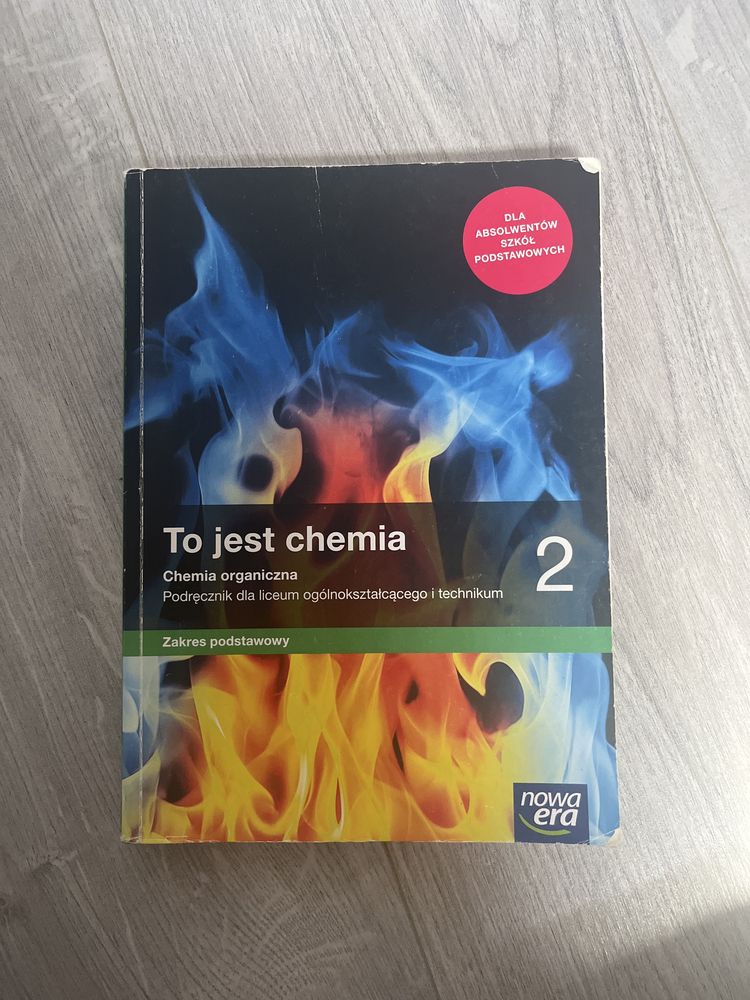 DLA
ABSOLWENTÓW
SZKÓŁ
PODSTAWOWYCH
To jest chemia
2
Chemia organiczna
Podręcznik dla liceum ogólnokształcącego i technikum
Zakres podstawowy
nowa
era